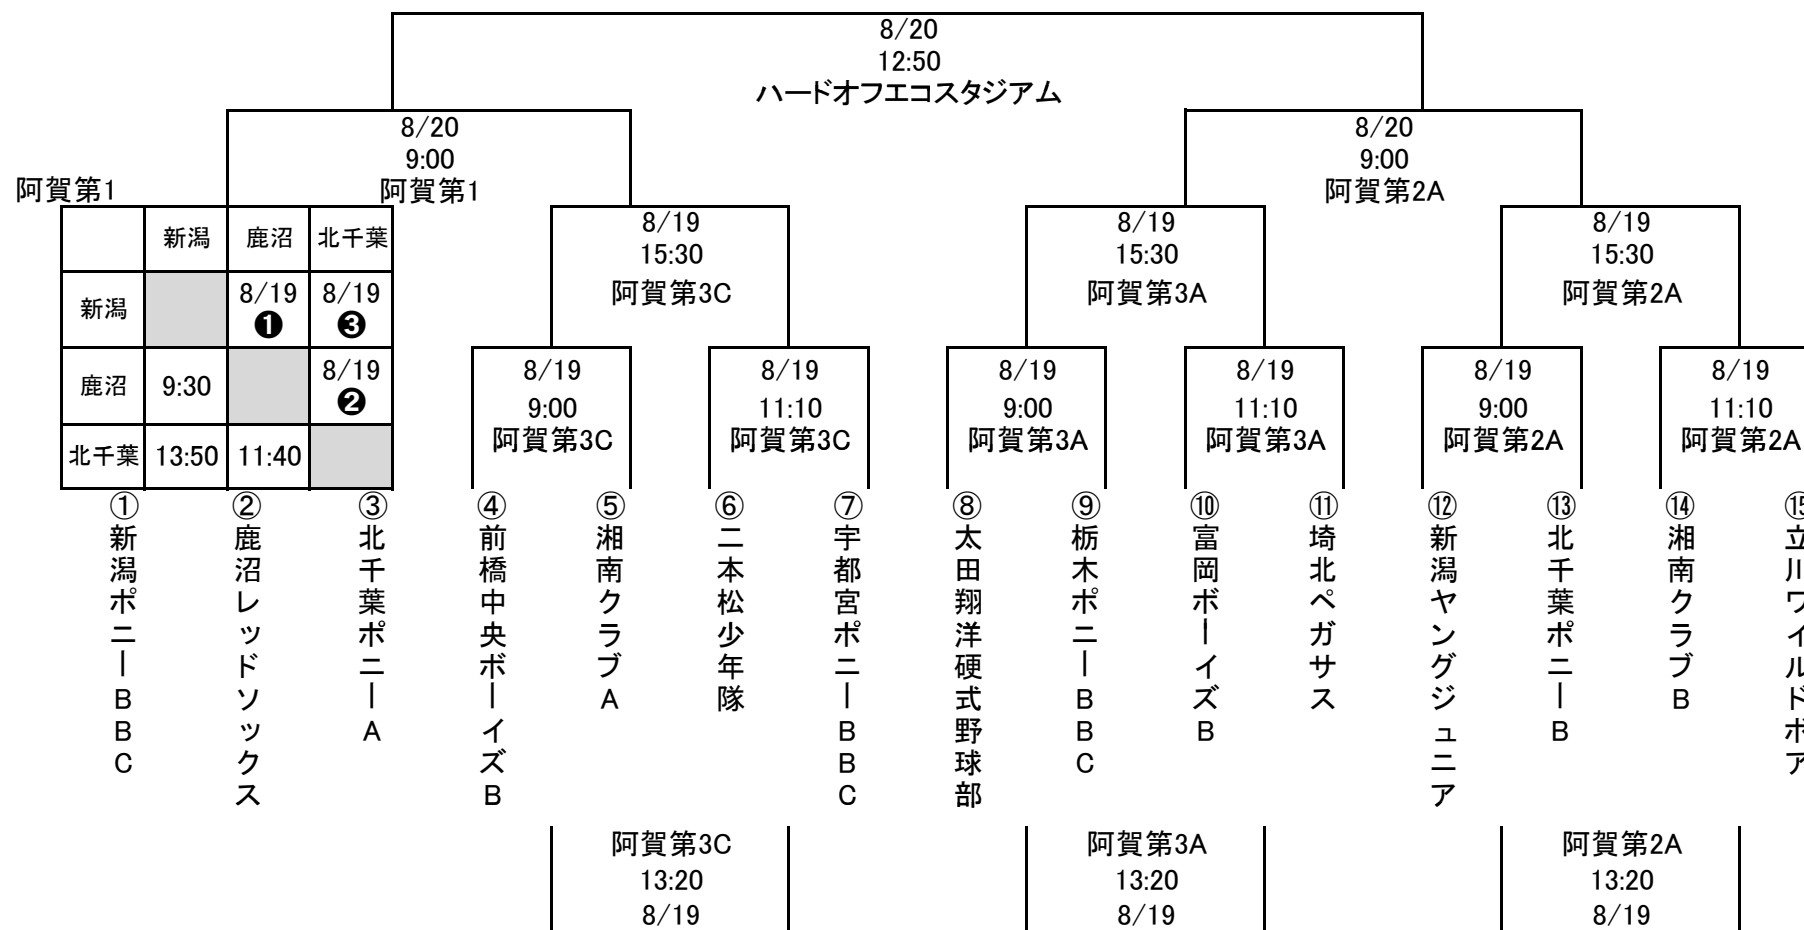 8/20
12:50
ハードオフエコスタジアム
8/20
9:00
阿賀第1
8/20
9:00
阿賀第2A
阿賀第1
新潟 鹿沼 北千葉
新潟 8/19 ❶ 8/19 ❸
鹿沼 9:30 8/19 ❷
北千葉 13:50 11:40
8/19
15:30
阿賀第3C
8/19
15:30
阿賀第3A
8/19
15:30
阿賀第2A
8/19
9:00
阿賀第3C
8/19
11:10
阿賀第3C
8/19
9:00
阿賀第3A
8/19
11:10
阿賀第3A
8/19
9:00
阿賀第2A
8/19
11:10
阿賀第2A
①新潟ポニーBBC
②鹿沼レッドソックス
③北千葉ポニーA
④前橋中央ボーイズB
⑤湘南クラブA
⑥二本松少年隊
⑦宇都宮ポニーBBC
⑧太田翔洋硬式野球部
⑨栃木ポニーBBC
⑩富岡ボーイズB
⑪埼北ペガサス
⑫新潟ヤングジュニア
⑬北千葉ポニーB
⑭湘南クラブB
⑮立川ワイルドボア
阿賀第3C
13:20
8/19
阿賀第3A
13:20
8/19
阿賀第2A
13:20
8/19